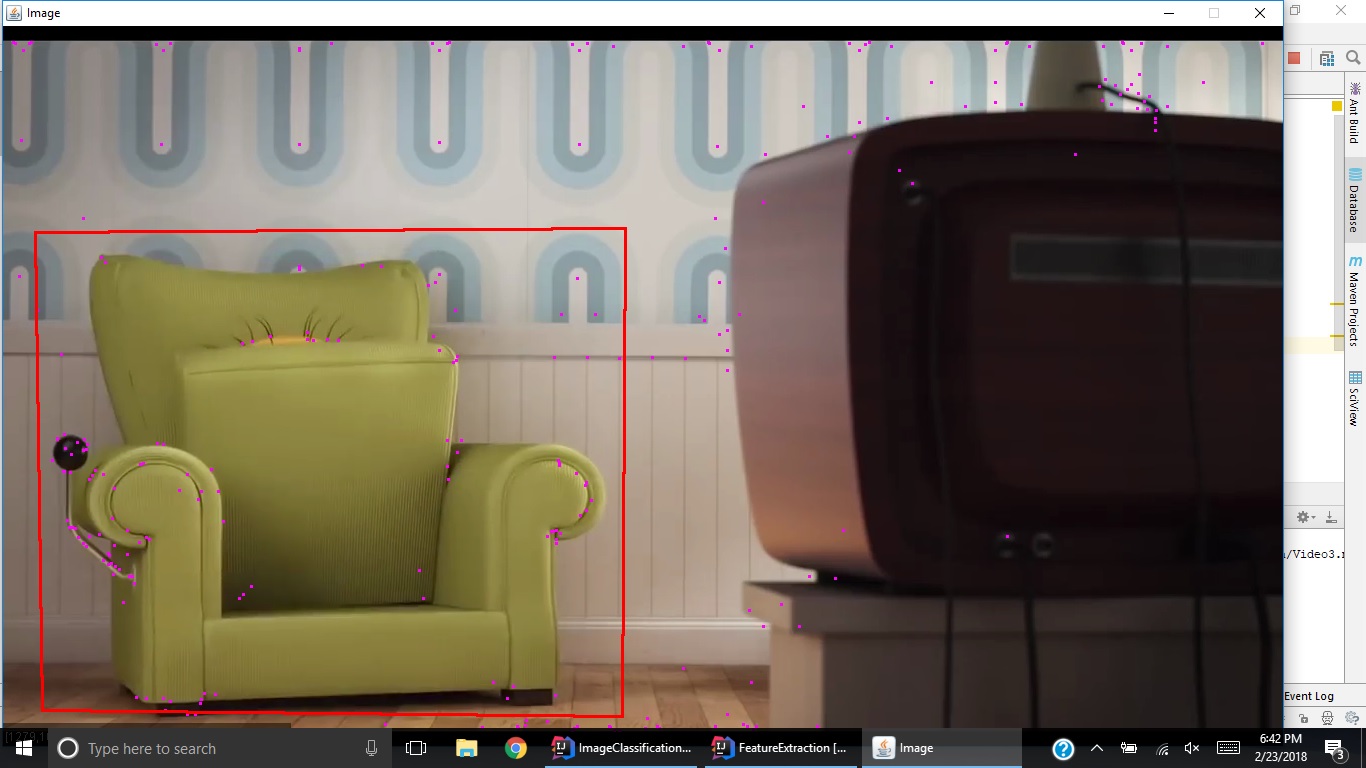 Image
Ant Build
Database
m
Maven Projects
SciView
/Video3.
Event Log
Type here to search
ImageClassification...
FeatureExtraction [...
Image
6:42 PM
2/23/2018
3